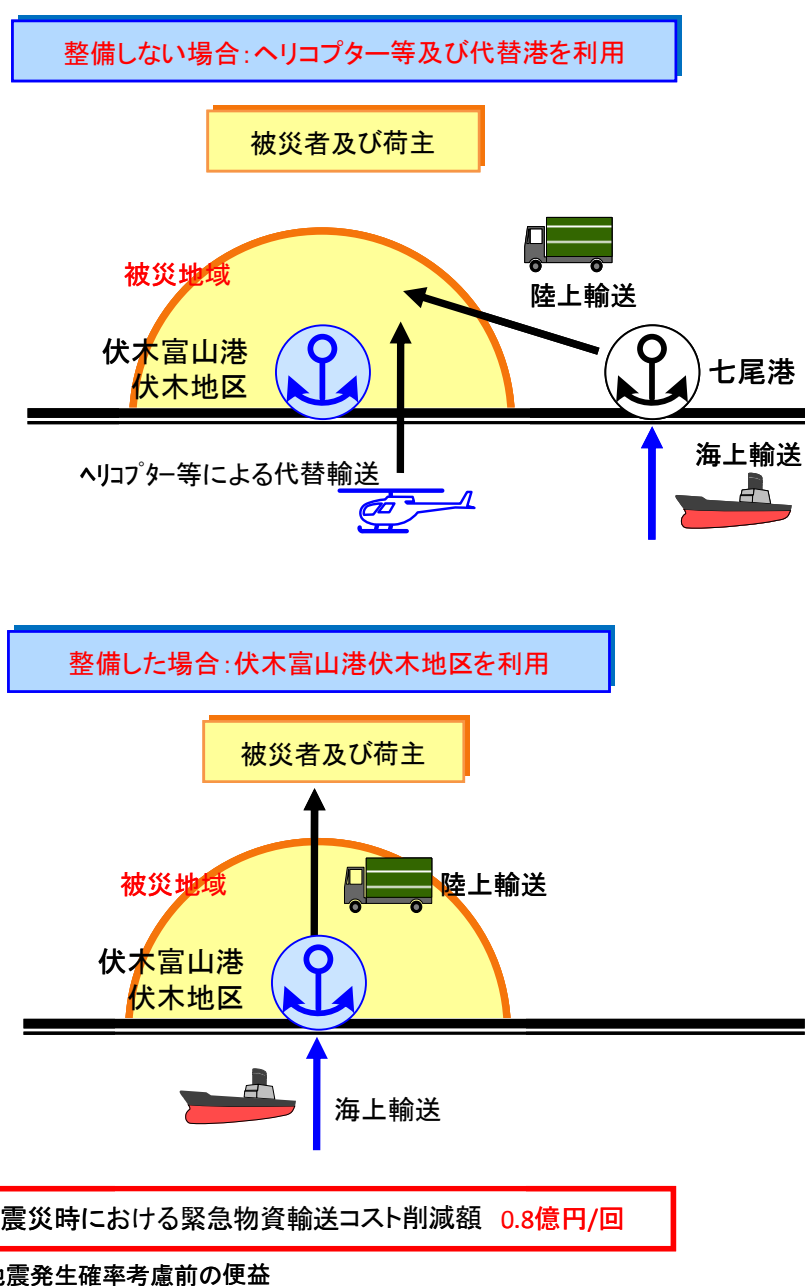 整備しない場合：ヘリコプター等及び代替港を利用
被災者及び荷主
被災地域
陸上輸送
伏木富山港
伏木地区
七尾港
海上輸送
ヘリコプター等による代替輸送
整備した場合：伏木富山港伏木地区を利用
被災者及び荷主
被災地域
陸上輸送
伏木富山港
伏木地区
海上輸送
震災時における緊急物資輸送コスト削減額 0.8億円/回
地震発生確率考慮前の便益